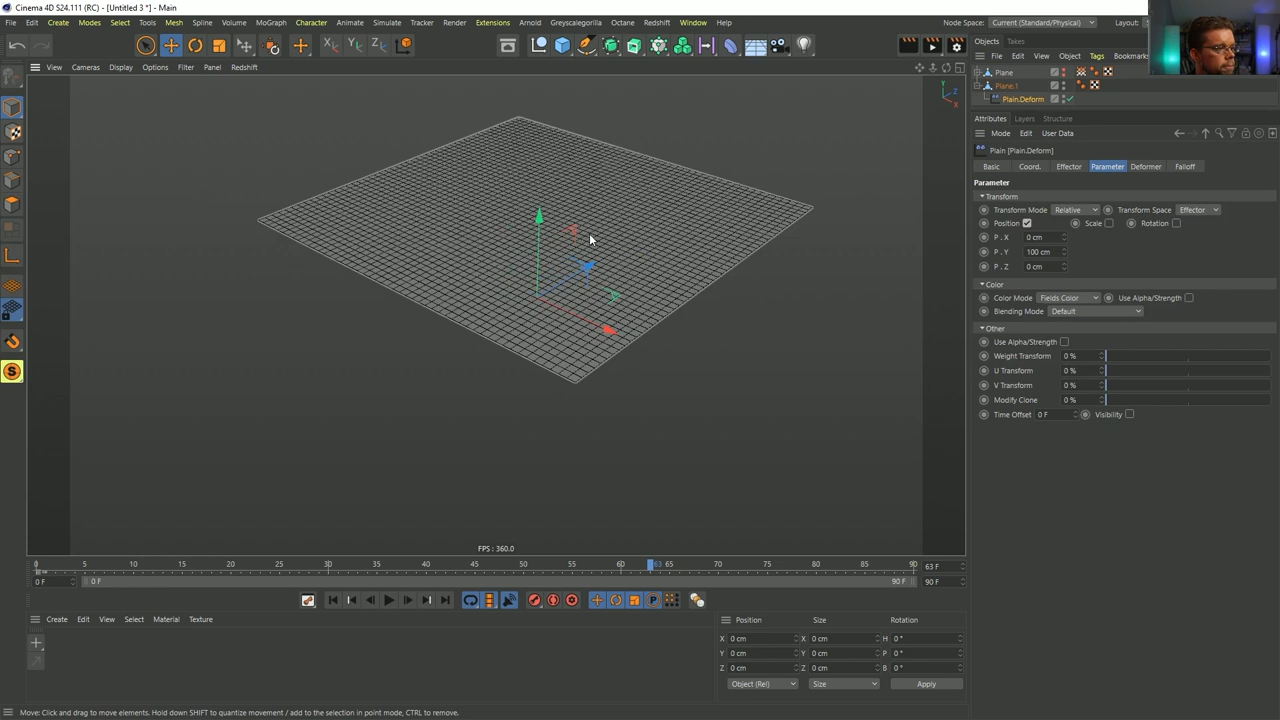 Cinema 4D S24.111 (RC) - [Untitled 3 *] - Main
File Edit Create Modes Select Tools Mesh Spline Volume MoGraph Character Animate Simulate Tracker Render Extensions Arnold Greyscalegorilla Octane Redshift Window Help
Node Space: Current (Standard/Physical) Layout:
Objects Takes
File Edit View Object Tags Bookmarks
View Cameras Display Options Filter Panel Redshift
Plane
Plane.1
Plain.Deform
Attributes Layers Structure
Mode Edit User Data
Plain [Plain.Deform]
Basic Coord. Effector Parameter Deformer Falloff
Parameter
Transform
Transform Mode Relative Transform Space Effector
Position Scale Rotation
P . X 0 cm
P . Y 100 cm
P . Z 0 cm
Color
Color Mode Fields Color Use Alpha/Strength
Blending Mode Default
Other
Use Alpha/Strength
Weight Transform 0 %
U Transform 0 %
V Transform 0 %
Modify Clone 0 %
Time Offset 0 F Visibility
Y
Z
X
FPS : 360.0
0 5 10 15 20 25 30 35 40 45 50 55 60 63 65 70 75 80 85 90 63 F
0 F 0 F 90 F 90 F
Create Edit View Select Material Texture
Position Size Rotation
X 0 cm X 0 cm H 0 °
Y 0 cm Y 0 cm P 0 °
Z 0 cm Z 0 cm B 0 °
Object (Rel) Size Apply
Move: Click and drag to move elements. Hold down SHIFT to quantize movement / add to the selection in point mode, CTRL to remove.